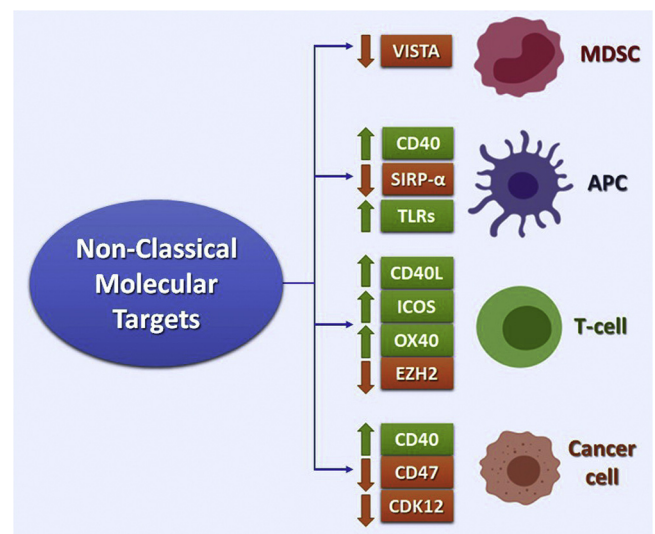 Non-Classical
Molecular
Targets
VISTA
MDSC
CD40
SIRP-α
TLRs
APC
CD40L
ICOS
OX40
EZH2
T-cell
CD40
CD47
CDK12
Cancer
cell